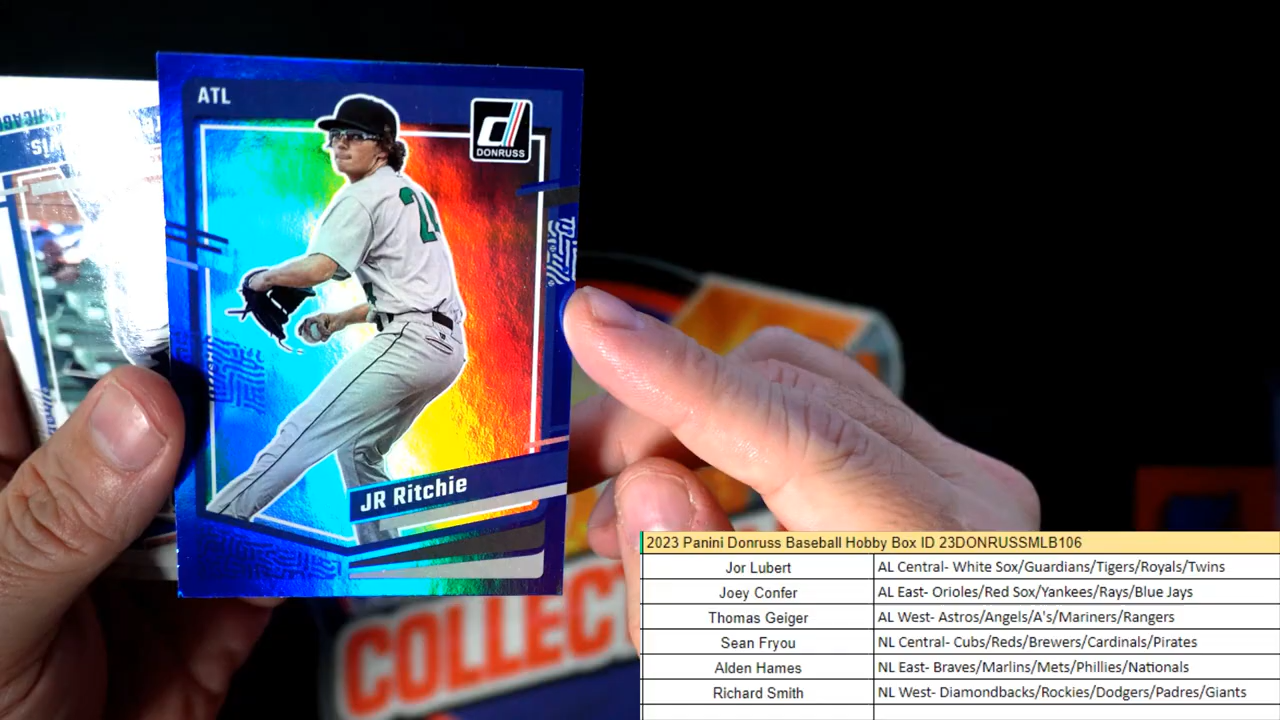 ATL
DONRUSS
24
JR Ritchie
COLLECT
2023 Panini Donruss Baseball Hobby Box ID 23DONRUSSMLB106
Jor Lubert AL Central- White Sox/Guardians/Tigers/Royals/Twins
Joey Confer AL East- Orioles/Red Sox/Yankees/Rays/Blue Jays
Thomas Geiger AL West- Astros/Angels/A's/Mariners/Rangers
Sean Fryou NL Central- Cubs/Reds/Brewers/Cardinals/Pirates
Alden Hames NL East- Braves/Marlins/Mets/Phillies/Nationals
Richard Smith NL West- Diamondbacks/Rockies/Dodgers/Padres/Giants